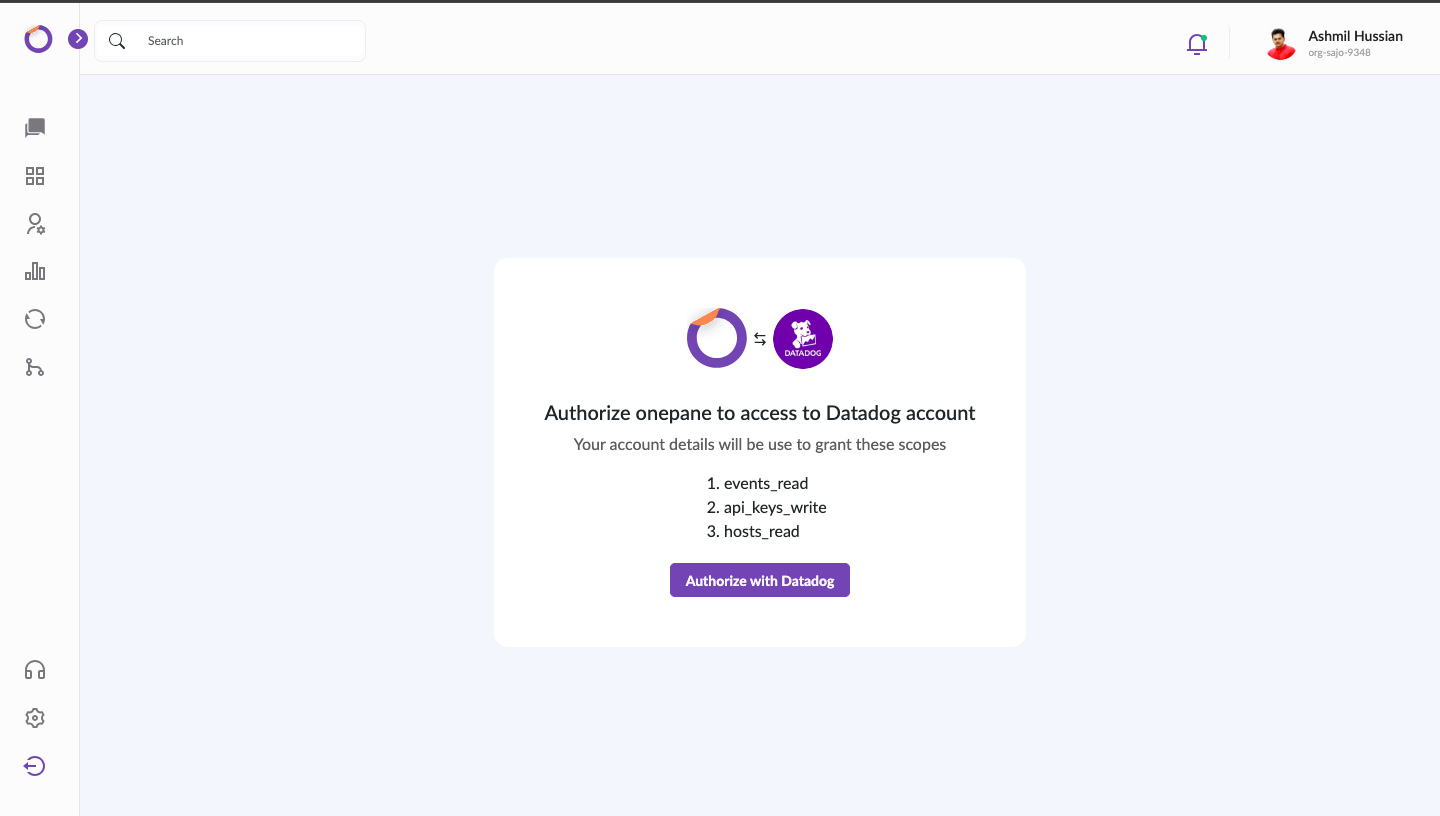 Search
Ashmil Hussian
org-sajo-9348
DATADOG
Authorize onepane to access to Datadog account
Your account details will be use to grant these scopes
1. events_read
2. api_keys_write
3. hosts_read
Authorize with Datadog